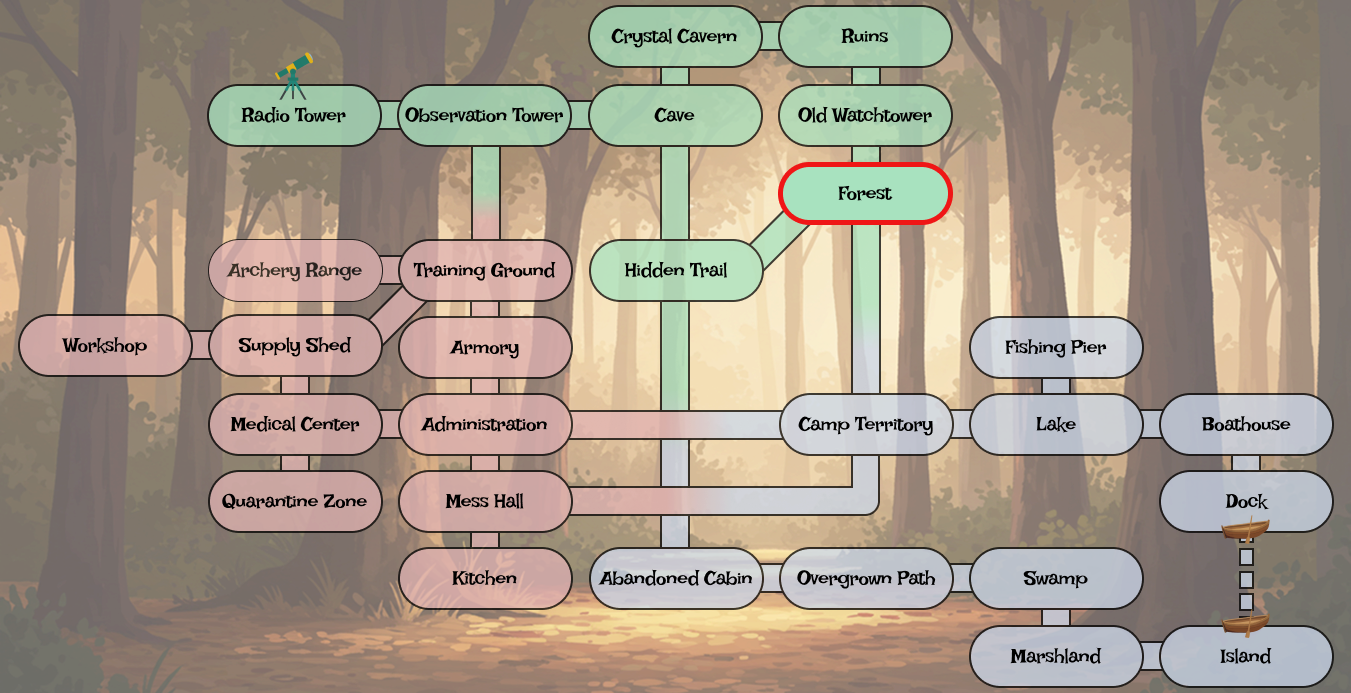 Crystal Cavern
Ruins
Radio Tower
Observation Tower
Cave
Old Watchtower
Forest
Archery Range
Training Ground
Hidden Trail
Workshop
Supply Shed
Armory
Fishing Pier
Medical Center
Administration
Camp Territory
Lake
Boathouse
Quarantine Zone
Mess Hall
Dock
Kitchen
Abandoned Cabin
Overgrown Path
Swamp
Marshland
Island